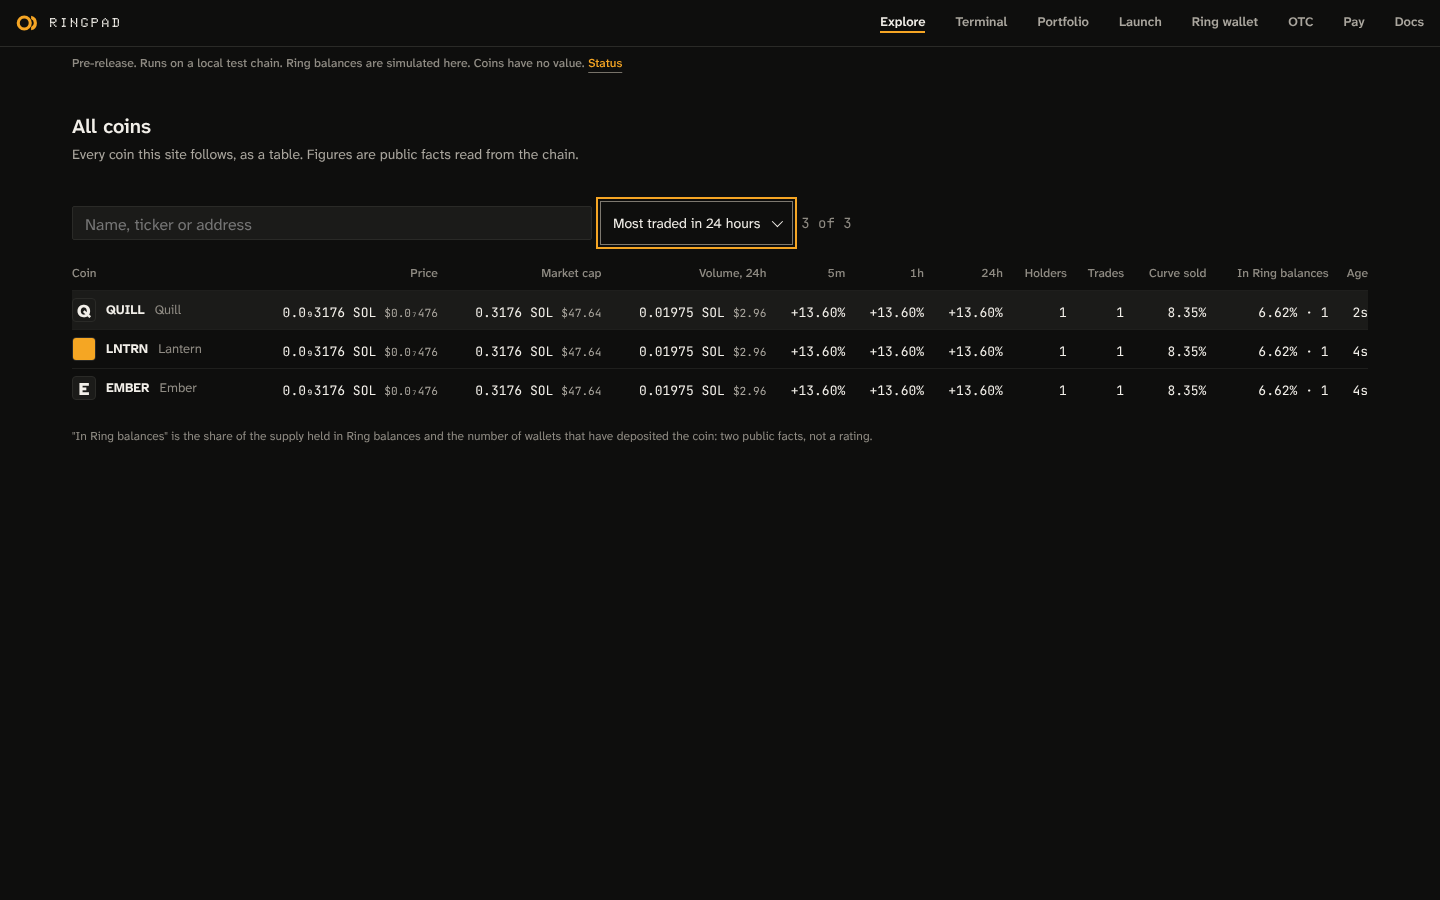 RINGPAD Explore Terminal Portfolio Launch Ring wallet OTC Pay Docs
Pre-release. Runs on a local test chain. Ring balances are simulated here. Coins have no value. Status
All coins
Every coin this site follows, as a table. Figures are public facts read from the chain.
Name, ticker or address Most traded in 24 hours 3 of 3
Coin Price Market cap Volume, 24h 5m 1h 24h Holders Trades Curve sold In Ring balances Age
Q QUILL Quill 0.0₉3176 SOL $0.0₇476 0.3176 SOL $47.64 0.01975 SOL $2.96 +13.60% +13.60% +13.60% 1 1 8.35% 6.62% · 1 2s
LNTRN Lantern 0.0₉3176 SOL $0.0₇476 0.3176 SOL $47.64 0.01975 SOL $2.96 +13.60% +13.60% +13.60% 1 1 8.35% 6.62% · 1 4s
E EMBER Ember 0.0₉3176 SOL $0.0₇476 0.3176 SOL $47.64 0.01975 SOL $2.96 +13.60% +13.60% +13.60% 1 1 8.35% 6.62% · 1 4s
"In Ring balances" is the share of the supply held in Ring balances and the number of wallets that have deposited the coin: two public facts, not a rating.